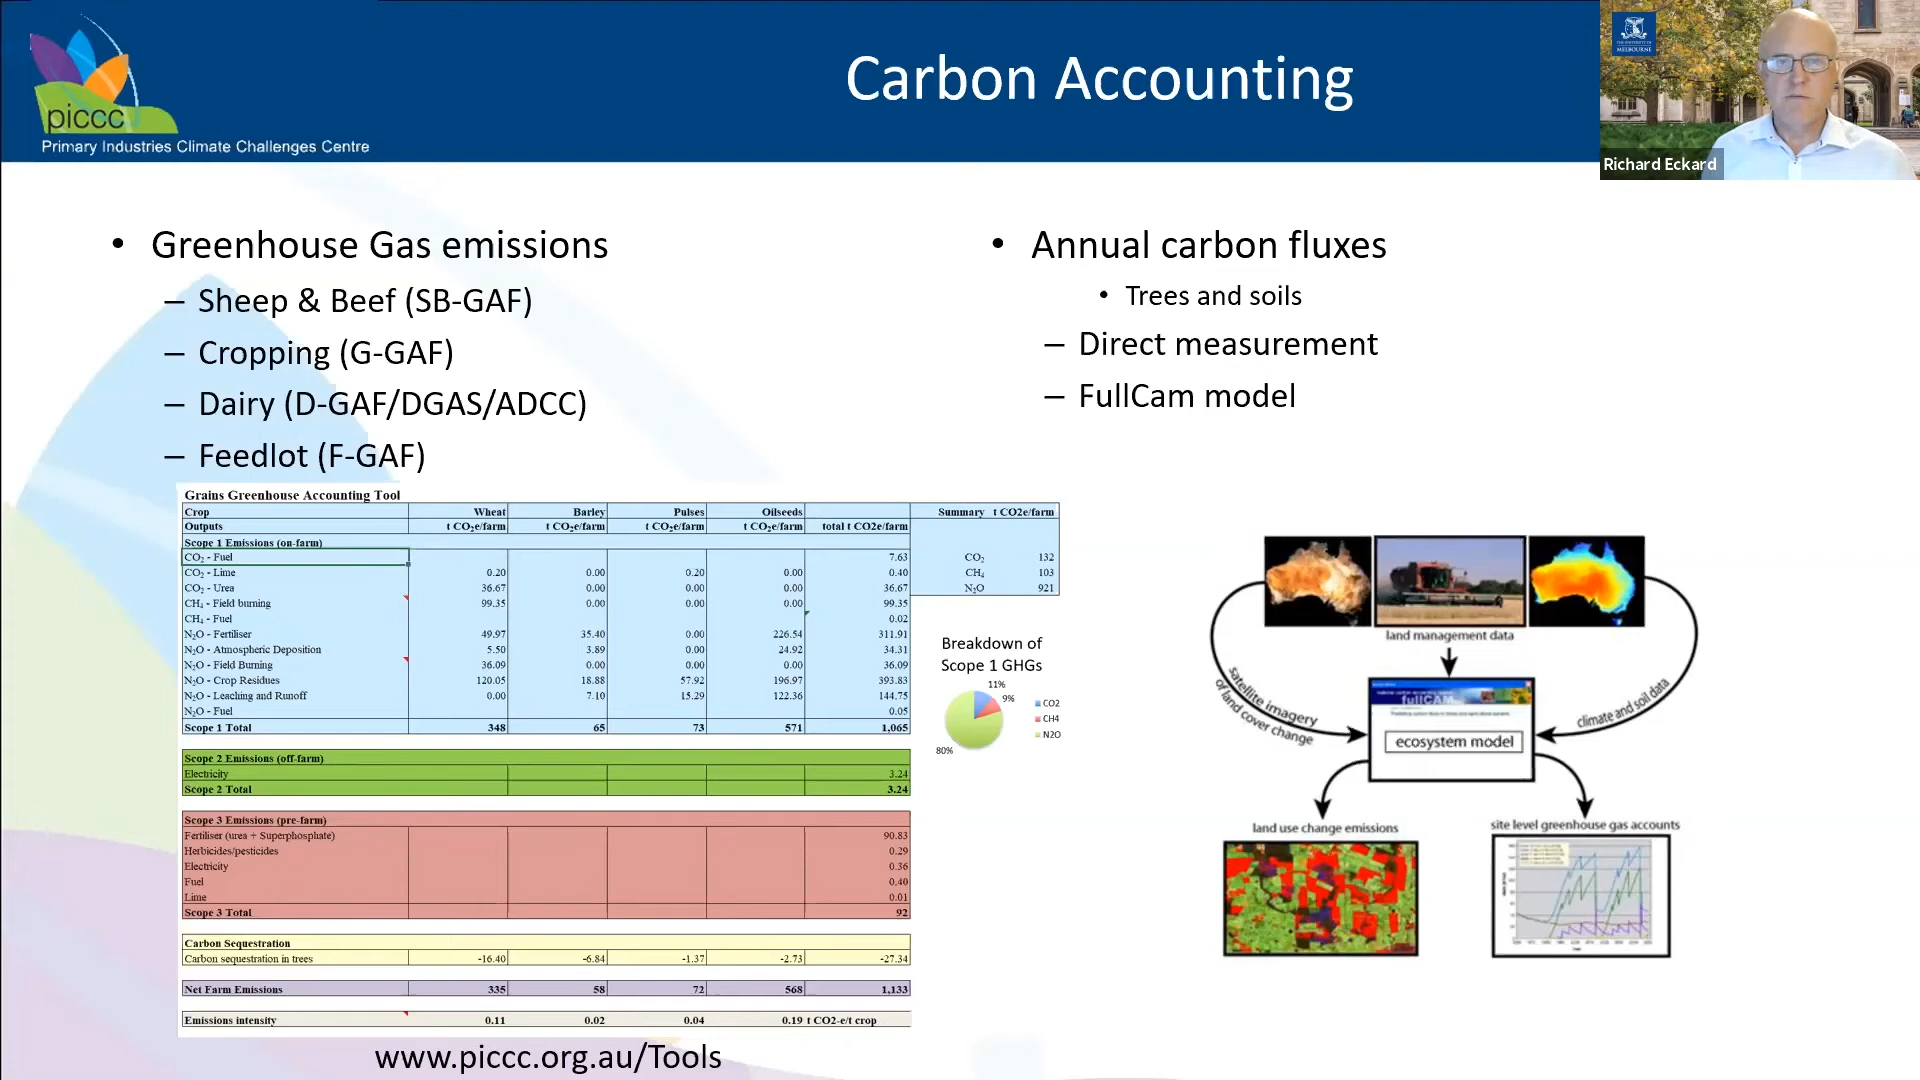 Carbon Accounting
piccc
Primary Industries Climate Challenges Centre
THE UNIVERSITY OF
MELBOURNE
Richard Eckard
• Greenhouse Gas emissions
– Sheep & Beef (SB-GAF)
– Cropping (G-GAF)
– Dairy (D-GAF/DGAS/ADCC)
– Feedlot (F-GAF)
• Annual carbon fluxes
• Trees and soils
– Direct measurement
– FullCam model
Grains Greenhouse Accounting Tool
Crop Wheat Barley Pulses Oilseeds
Outputs t CO₂e/farm t CO₂e/farm t CO₂e/farm t CO₂e/farm total t CO2e/farm
Scope 1 Emissions (on-farm)
CO₂ - Fuel 7.63
CO₂ - Lime 0.20 0.00 0.20 0.00 0.40
CO₂ - Urea 36.67 0.00 0.00 0.00 36.67
CH₄ - Field burning 99.35 0.00 0.00 0.00 99.35
CH₄ - Fuel 0.02
N₂O - Fertiliser 49.97 35.40 0.00 226.54 311.91
N₂O - Atmospheric Deposition 5.50 3.89 0.00 24.92 34.31
N₂O - Field Burning 36.09 0.00 0.00 0.00 36.09
N₂O - Crop Residues 120.05 18.88 57.92 196.97 393.83
N₂O - Leaching and Runoff 0.00 7.10 15.29 122.36 144.75
N₂O - Fuel 0.05
Scope 1 Total 348 65 73 571 1,065
Scope 2 Emissions (off-farm)
Electricity 3.24
Scope 2 Total 3.24
Scope 3 Emissions (pre-farm)
Fertiliser (urea + Superphosphate) 90.83
Herbicides/pesticides 0.29
Electricity 0.36
Fuel 0.40
Lime 0.01
Scope 3 Total 92
Carbon Sequestration
Carbon sequestration in trees -16.40 -6.84 -1.37 -2.73 -27.34
Net Farm Emissions 335 58 72 568 1,133
Emissions intensity 0.11 0.02 0.04 0.19 t CO2-e/t crop
Summary t CO2e/farm
CO₂ 132
CH₄ 103
N₂O 921
Breakdown of
Scope 1 GHGs
11%
9%
80%
CO2
CH4
N2O
land management data
satellite imagery
of land cover change
climate and soil data
fullCAM
ecosystem model
land use change emissions
site level greenhouse gas accounts
www.piccc.org.au/Tools